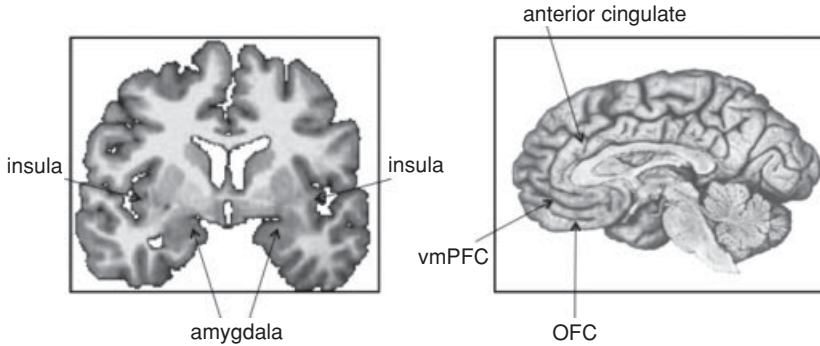 anterior cingulate
insula
insula
vmPFC
amygdala
OFC